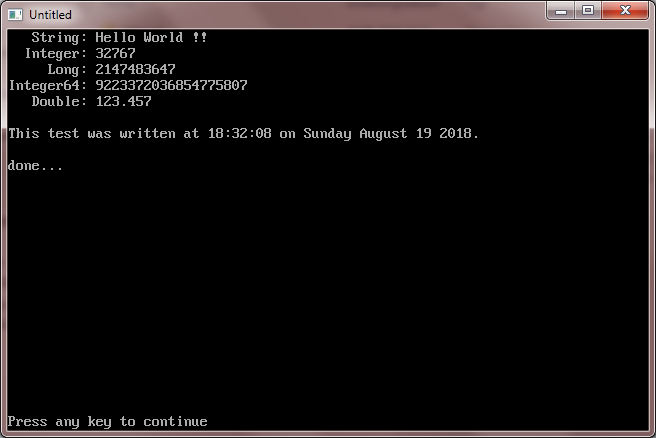 Untitled
String: Hello World !!
Integer: 32767
Long: 2147483647
Integer64: 9223372036854775807
Double: 123.457
This test was written at 18:32:08 on Sunday August 19 2018.
done...
Press any key to continue